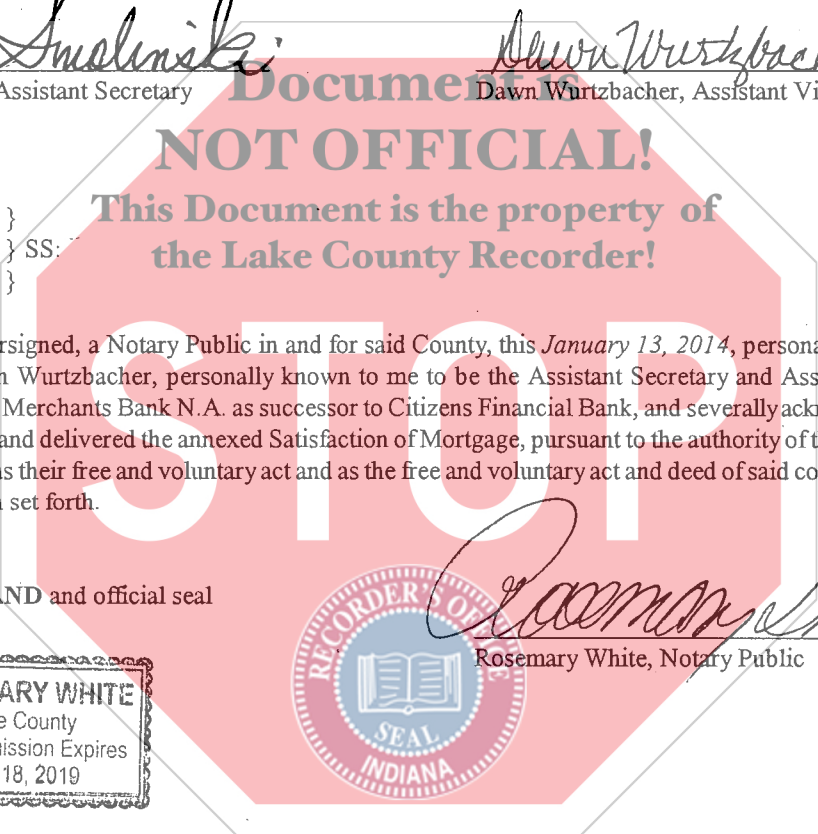 Smolinski
Dawn Wurtzbac
Assistant Secretary
Dawn Wurtzbacher, Assistant Vi
Document is
NOT OFFICIAL!
This Document is the property of
the Lake County Recorder!
}
} SS:
}
STOP
rsigned, a Notary Public in and for said County, this January 13, 2014, persona
n Wurtzbacher, personally known to me to be the Assistant Secretary and Ass
Merchants Bank N.A. as successor to Citizens Financial Bank, and severally ack
and delivered the annexed Satisfaction of Mortgage, pursuant to the authority of t
s their free and voluntary act and as the free and voluntary act and deed of said co
set forth.
AND and official seal
RECORDER'S OFFICE
SEAL
INDIANA
Rosemary
Rosemary White, Notary Public
ARY WHITE
e County
ission Expires
18, 2019